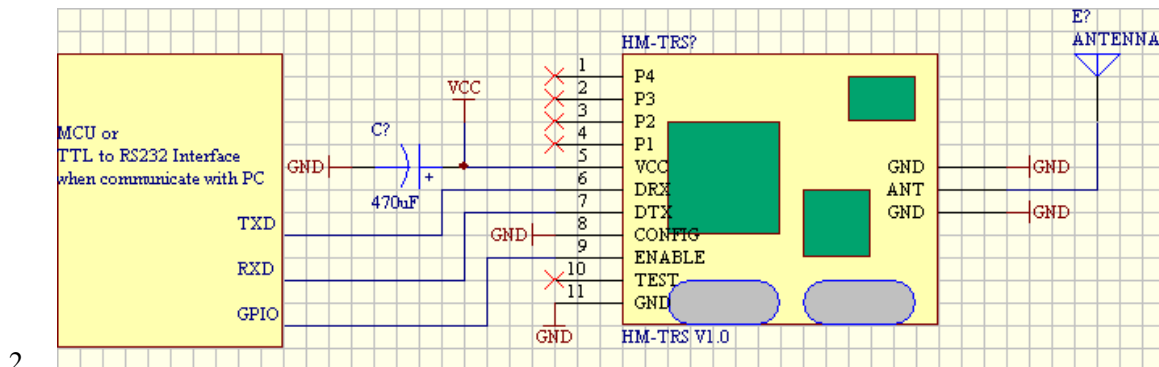 E?
ANTENNA
HM-TRS?
1
P4
2
P3
3
P2
4
P1
VCC
C?
MCU or
TTL to RS232 Interface
when communicate with PC
GND
+
470uF
5
VCC
6
DRX
7
DTX
GND
8
CONFIG
9
ENABLE
10
TEST
11
GND
GND
GND
GND
ANT
GND
GND
TXD
RXD
GPIO
HM-TRS V1.0
2